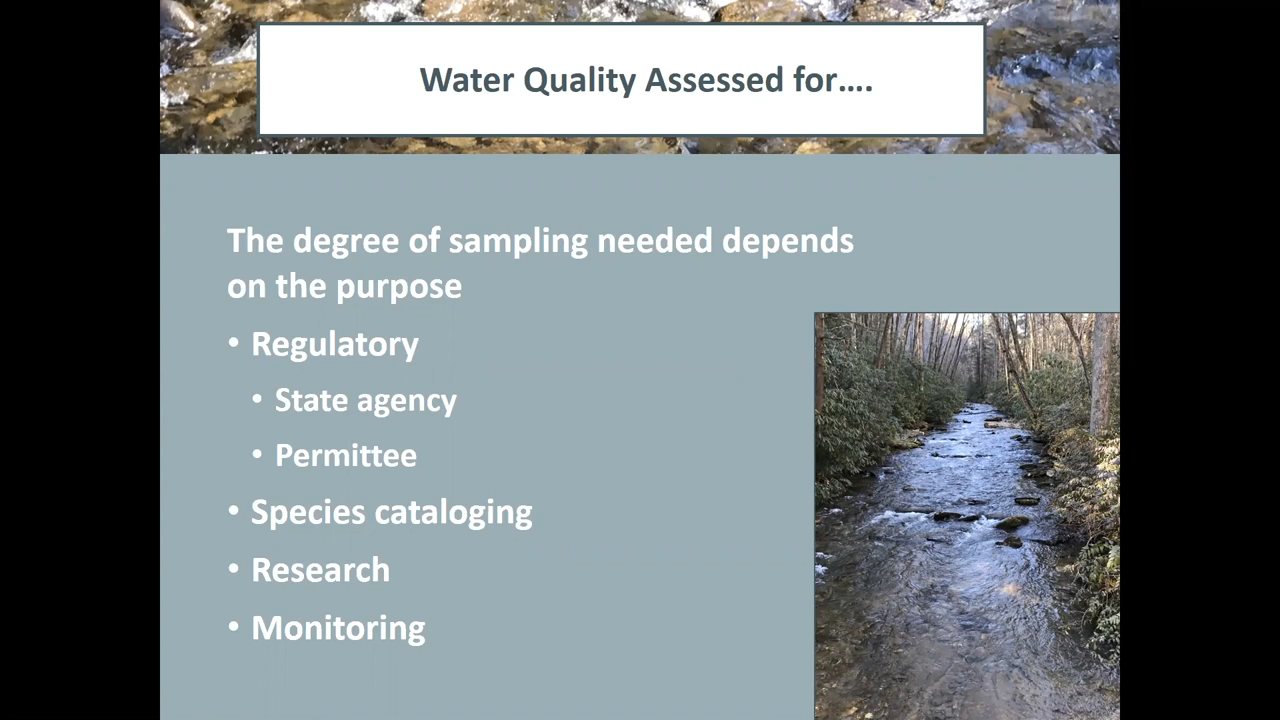 Water Quality Assessed for....
The degree of sampling needed depends
on the purpose
• Regulatory
• State agency
• Permittee
• Species cataloging
• Research
• Monitoring